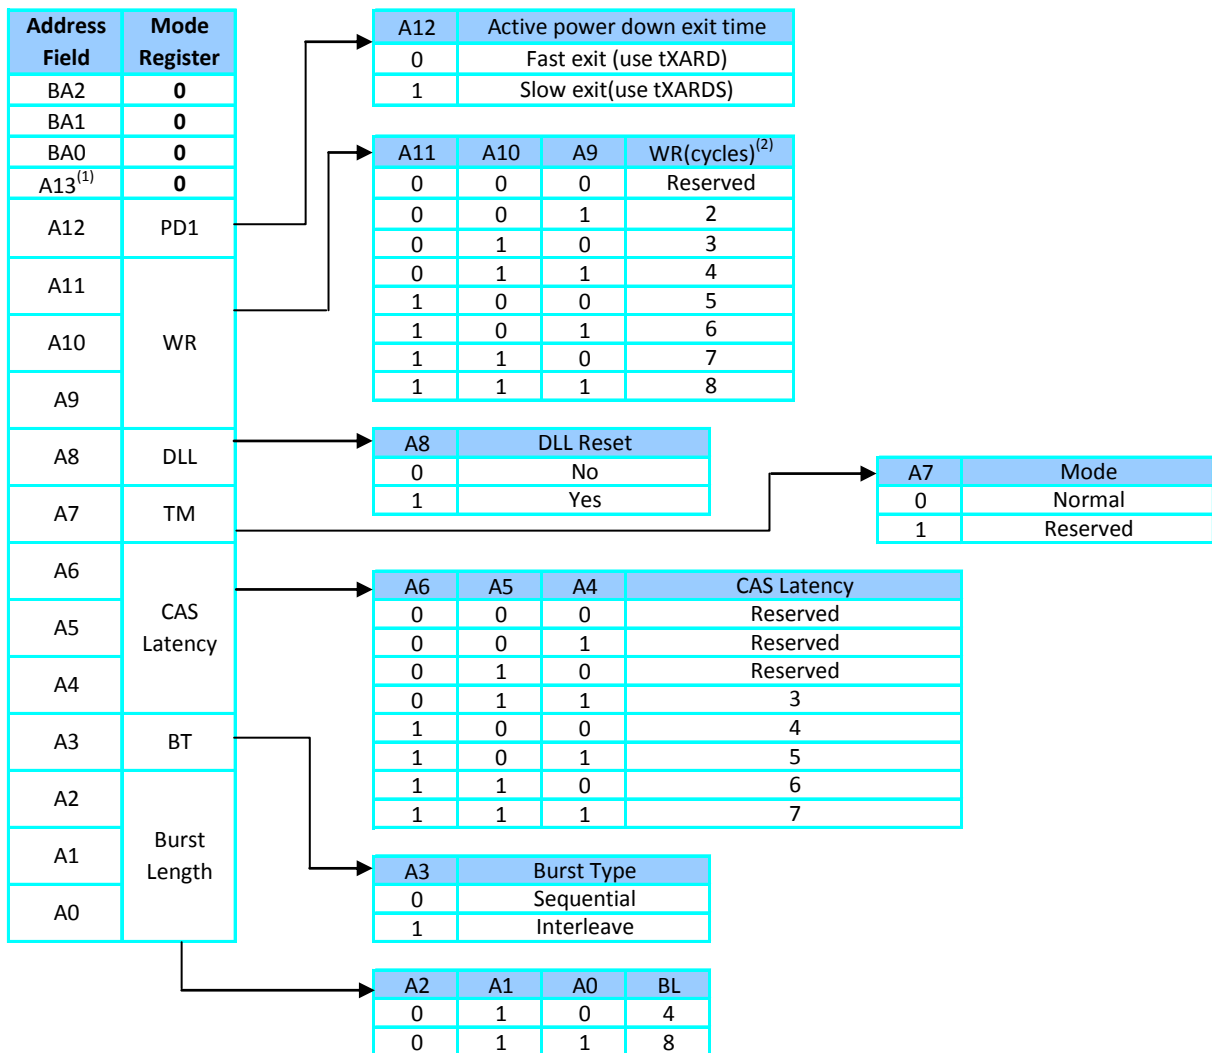 Address Field Mode Register
BA2 0
BA1 0
BA0 0
A13(1) 0
A12 PD1
A11
A10 WR
A9
A8 DLL
A7 TM
A6
A5 CAS Latency
A4
A3 BT
A2
A1 Burst Length
A0
A12 Active power down exit time
0 Fast exit (use tXARD)
1 Slow exit(use tXARDS)
A11 A10 A9 WR(cycles)(2)
0 0 0 Reserved
0 0 1 2
0 1 0 3
0 1 1 4
1 0 0 5
1 0 1 6
1 1 0 7
1 1 1 8
A8 DLL Reset
0 No
1 Yes
A7 Mode
0 Normal
1 Reserved
A6 A5 A4 CAS Latency
0 0 0 Reserved
0 0 1 Reserved
0 1 0 Reserved
0 1 1 3
1 0 0 4
1 0 1 5
1 1 0 6
1 1 1 7
A3 Burst Type
0 Sequential
1 Interleave
A2 A1 A0 BL
0 1 0 4
0 1 1 8